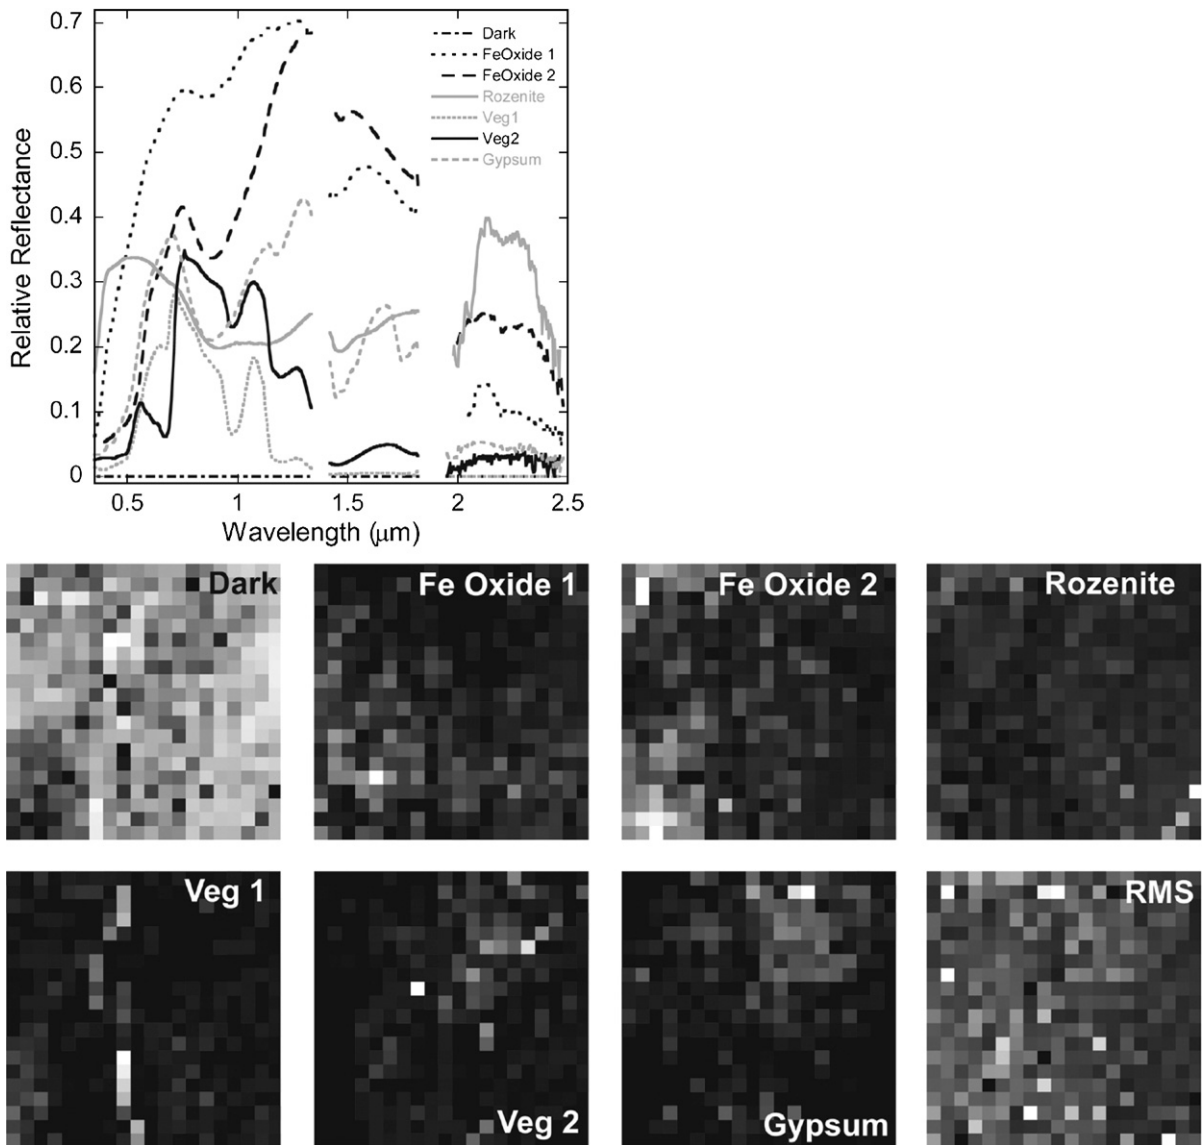 0.7
0.6
0.5
0.4
0.3
0.2
0.1
0
Relative Reflectance
Dark
FeOxide 1
FeOxide 2
Rozenite
Veg1
Veg2
Gypsum
0.5 1 1.5 2 2.5
Wavelength (μm)
Dark Fe Oxide 1 Fe Oxide 2 Rozenite
Veg 1 RMS
Veg 2 Gypsum